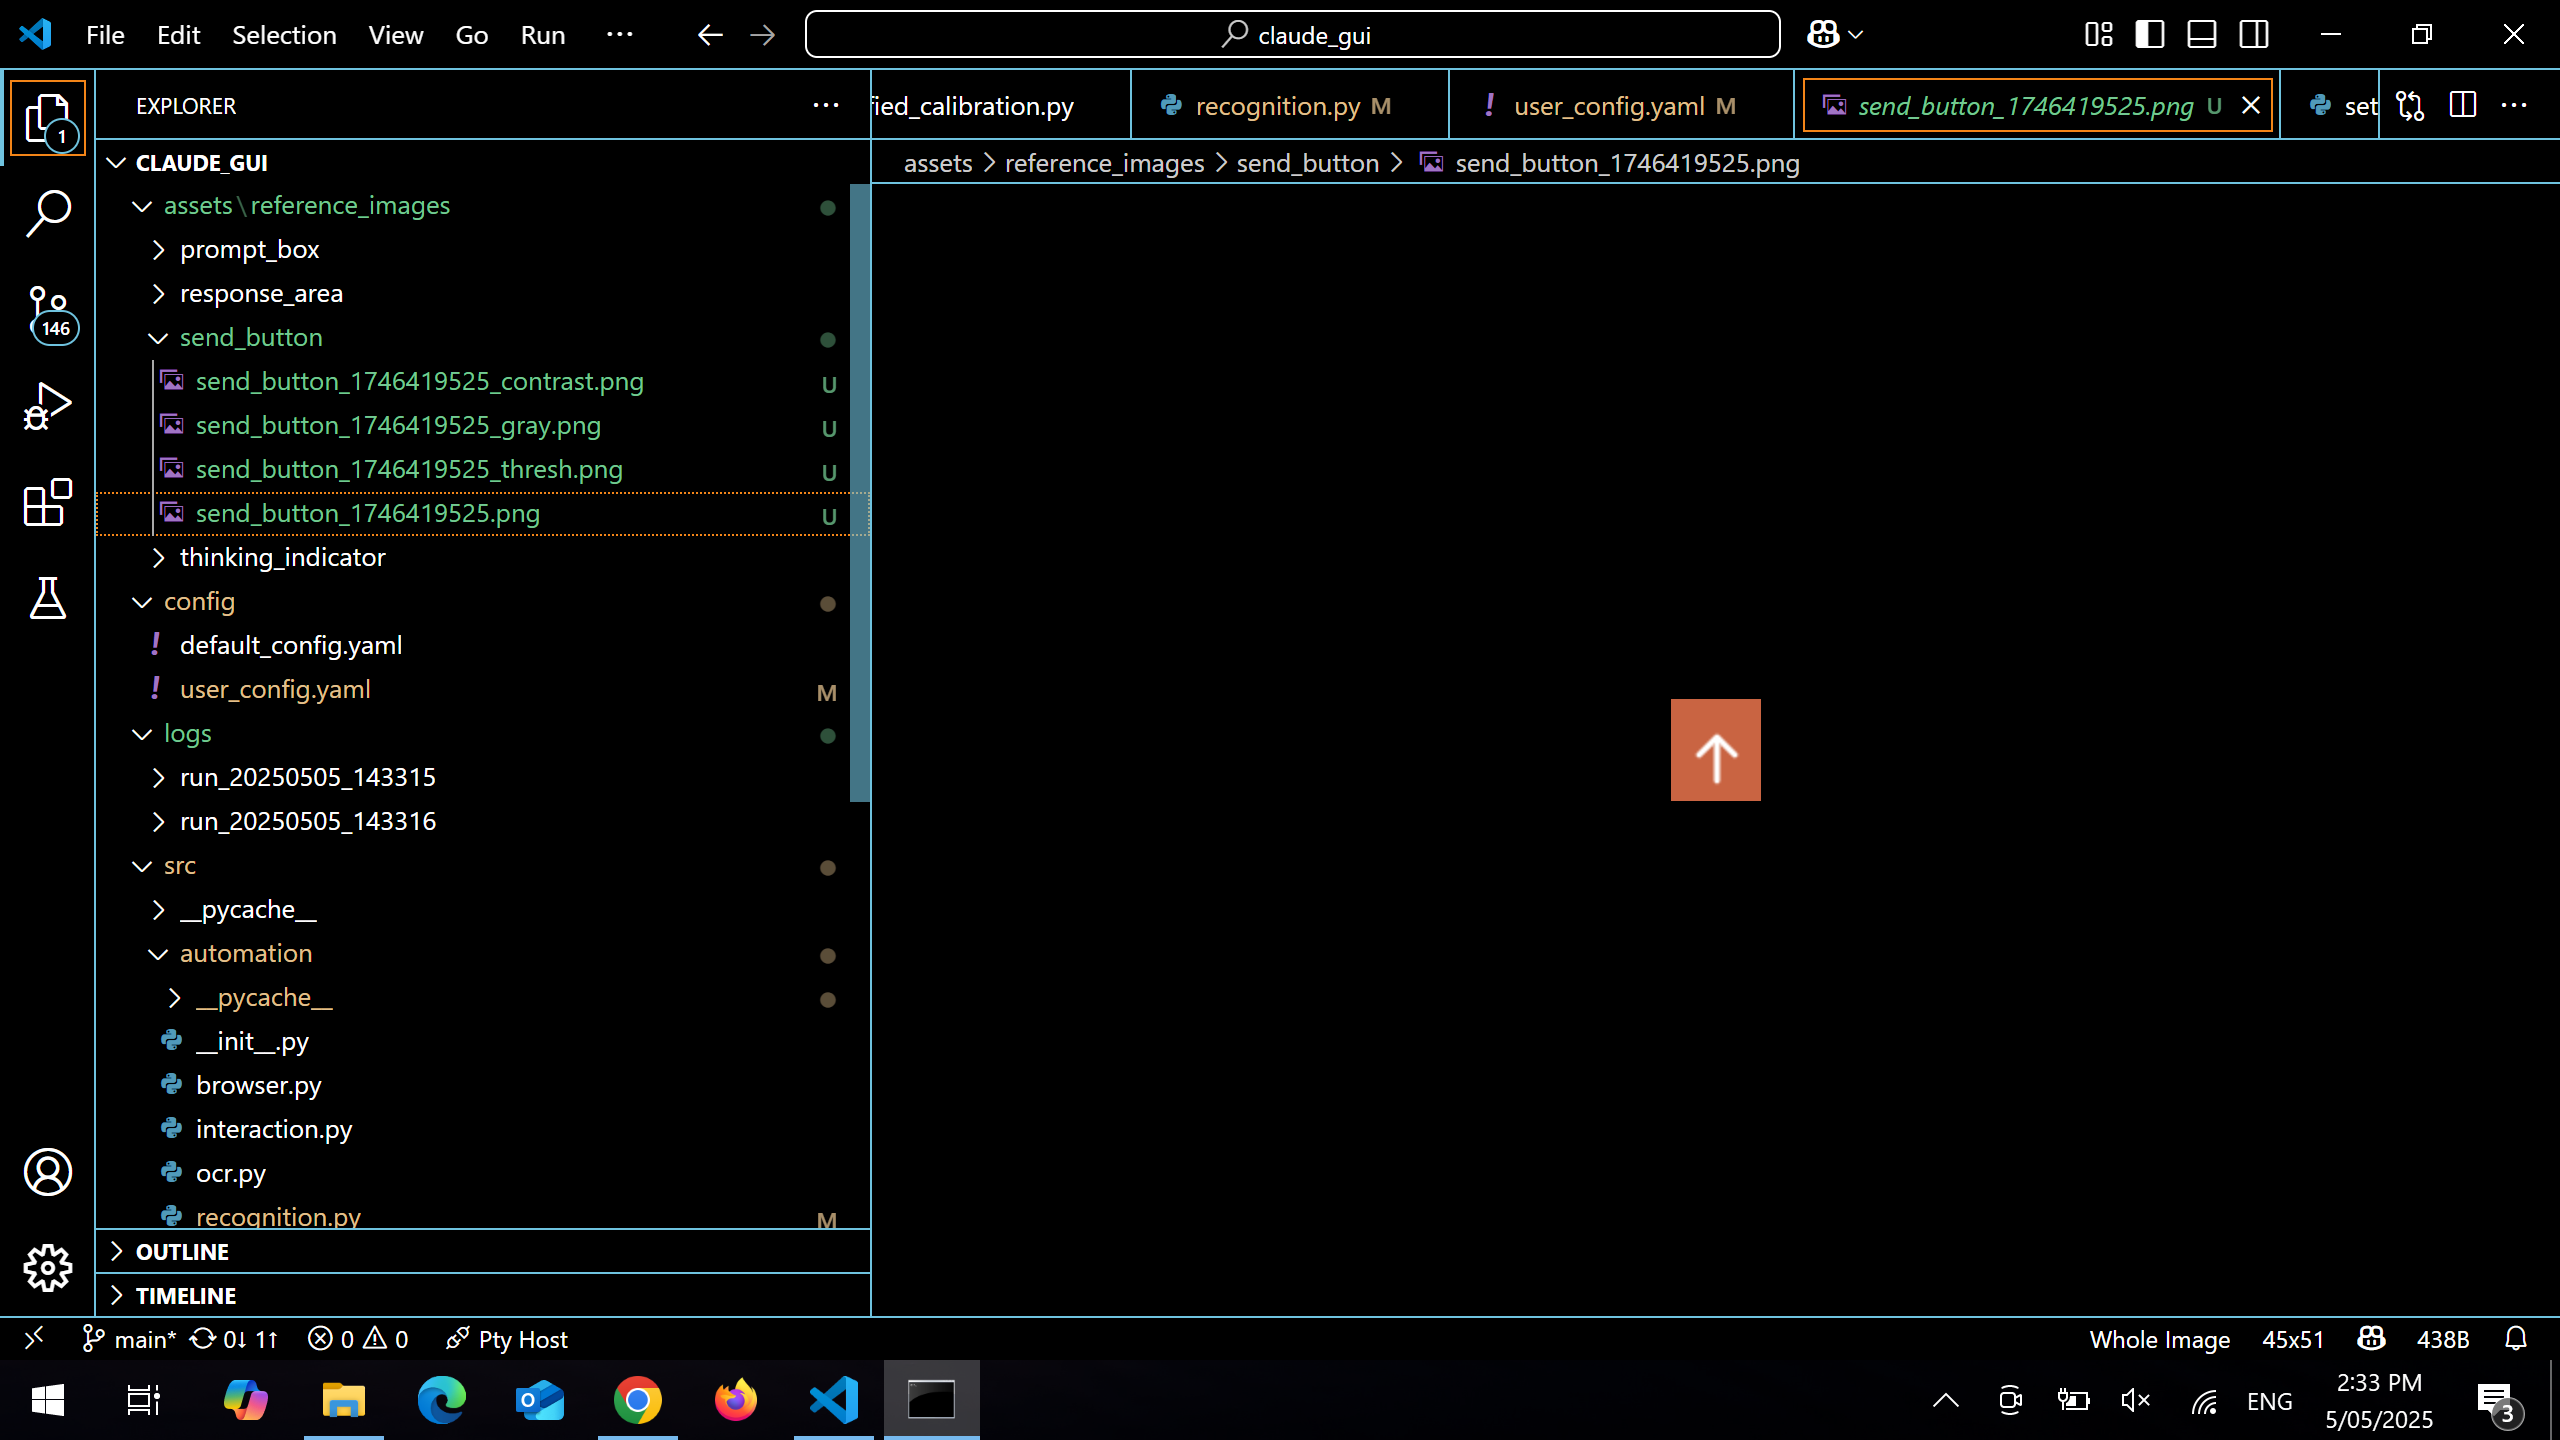 File Edit Selection View Go Run ···
claude_gui
EXPLORER
1
146
CLAUDE_GUI
assets\reference_images
prompt_box
response_area
send_button
send_button_1746419525_contrast.png U
send_button_1746419525_gray.png U
send_button_1746419525_thresh.png U
send_button_1746419525.png U
thinking_indicator
config
default_config.yaml
user_config.yaml M
logs
run_20250505_143315
run_20250505_143316
src
__pycache__
automation
__pycache__
__init__.py
browser.py
interaction.py
ocr.py
recognition.py M
OUTLINE
TIMELINE
fied_calibration.py
recognition.py M
user_config.yaml M
send_button_1746419525.png U
set
assets > reference_images > send_button > send_button_1746419525.png
main* 0↓ 1↑ 0 0 Pty Host
Whole Image 45x51 438B
ENG
2:33 PM
5/05/2025
3